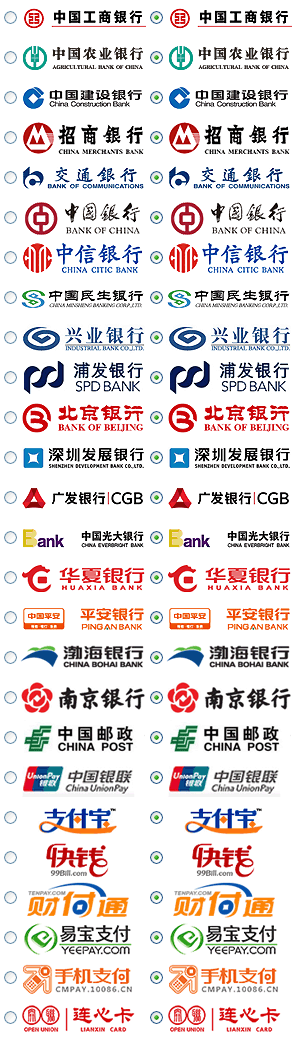 中国工商银行 中国工商银行
中国农业银行 中国农业银行
AGRICULTURAL BANK OF CHINA AGRICULTURAL BANK OF CHINA
中国建设银行 中国建设银行
China Construction Bank China Construction Bank
招商银行 招商银行
CHINA MERCHANTS BANK CHINA MERCHANTS BANK
交通银行 交通银行
BANK OF COMMUNICATIONS BANK OF COMMUNICATIONS
中国银行 中国银行
BANK OF CHINA BANK OF CHINA
中信银行 中信银行
CHINA CITIC BANK CHINA CITIC BANK
中国民生银行 中国民生银行
CHINA MINSHENG BANKING CORP.,LTD. CHINA MINSHENG BANKING CORP.,LTD.
兴业银行 兴业银行
INDUSTRIAL BANK CO.,LTD. INDUSTRIAL BANK CO.,LTD.
浦发银行 浦发银行
SPD BANK SPD BANK
北京银行 北京银行
BANK OF BEIJING BANK OF BEIJING
深圳发展银行 深圳发展银行
SHENZHEN DEVELOPMENT BANK CO.,LTD. SHENZHEN DEVELOPMENT BANK CO.,LTD.
广发银行|CGB 广发银行|CGB
Bank 中国光大银行 Bank 中国光大银行
CHINA EVERBRIGHT BANK CHINA EVERBRIGHT BANK
华夏银行 华夏银行
HUAXIA BANK HUAXIA BANK
中国平安 平安银行 中国平安 平安银行
PINGAN BANK PINGAN BANK
渤海银行 渤海银行
CHINA BOHAI BANK CHINA BOHAI BANK
南京银行 南京银行
中国邮政 中国邮政
CHINA POST CHINA POST
UnionPay 银联 中国银联 UnionPay 银联 中国银联
China UnionPay China UnionPay
支付宝™ 支付宝™
快钱 快钱
99Bill.com 99Bill.com
TENPAY.COM TENPAY.COM
财付通 财付通
易宝支付 易宝支付
YEEPAY.COM YEEPAY.COM
手机支付 手机支付
CMPAY.10086.CN CMPAY.10086.CN
连心卡 连心卡
OPEN UNION LIANXIN CARD OPEN UNION LIANXIN CARD